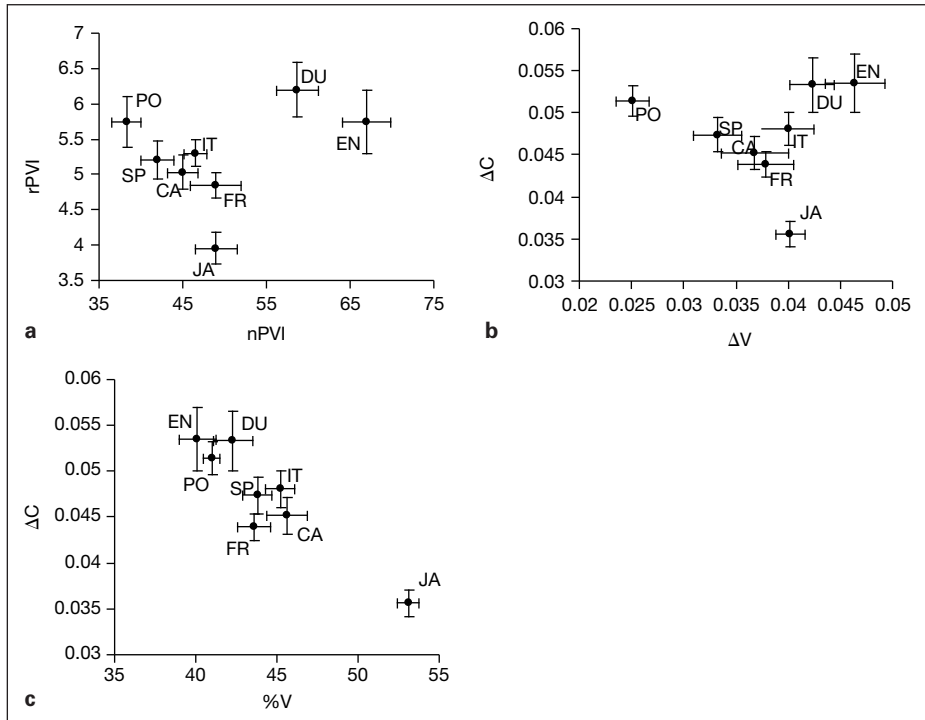 7
6.5
6
5.5
5
4.5
4
3.5
rPVI
35 45 55 65 75
nPVI
PO
DU
EN
IT
SP
CA
FR
JA
a
0.06
0.055
0.05
0.045
0.04
0.035
0.03
ΔC
0.02 0.025 0.03 0.035 0.04 0.045 0.05
ΔV
EN
DU
PO
SP
IT
CA
FR
JA
b
0.06
0.05
0.045
0.04
0.035
0.03
ΔC
35 40 45 50 55
%V
EN DU
PO
SP IT
FR CA
JA
c